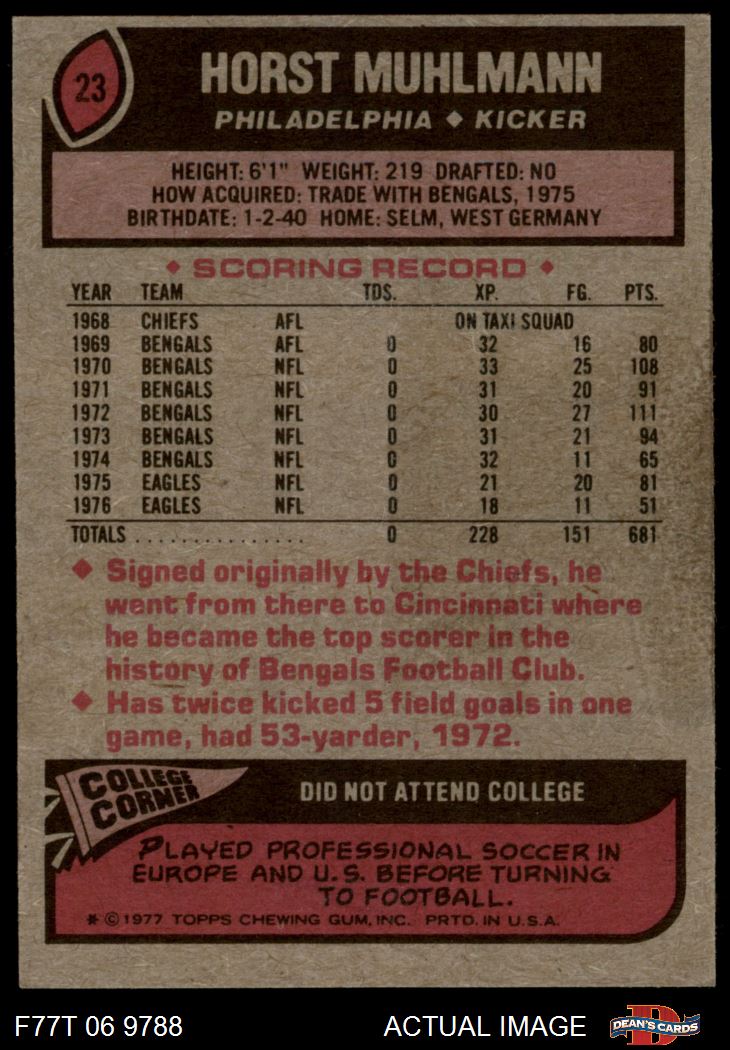 23
HORST MUHLMANN
PHILADELPHIA ◆ KICKER
HEIGHT: 6'1" WEIGHT: 219 DRAFTED: NO
HOW ACQUIRED: TRADE WITH BENGALS, 1975
BIRTHDATE: 1-2-40 HOME: SELM, WEST GERMANY
◆ SCORING RECORD ◆
YEAR TEAM TDS. XP. FG. PTS.
1968 CHIEFS AFL ON TAXI SQUAD
1969 BENGALS AFL 0 32 16 80
1970 BENGALS NFL 0 33 25 108
1971 BENGALS NFL 0 31 20 91
1972 BENGALS NFL 0 30 27 111
1973 BENGALS NFL 0 31 21 94
1974 BENGALS NFL 0 32 11 65
1975 EAGLES NFL 0 21 20 81
1976 EAGLES NFL 0 18 11 51
TOTALS ................ 0 228 151 681
◆ Signed originally by the Chiefs, he
went from there to Cincinnati where
he became the top scorer in the
history of Bengals Football Club.
◆ Has twice kicked 5 field goals in one
game, had 53-yarder, 1972.
COLLEGE
CORNER
DID NOT ATTEND COLLEGE
PLAYED PROFESSIONAL SOCCER IN
EUROPE AND U.S. BEFORE TURNING
TO FOOTBALL.
* © 1977 TOPPS CHEWING GUM, INC. PRTD. IN U.S.A.
F77T 06 9788
ACTUAL IMAGE
D
DEAN'S CARDS